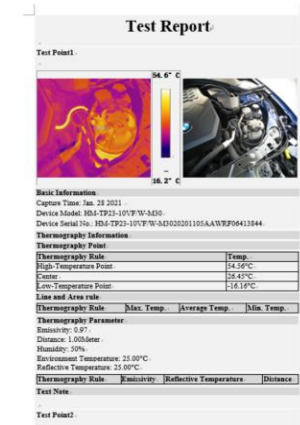 Test Report
Test Point1
54.6° C
16.2° C
Basic Information
Capture Time: Jan. 28 2021
Device Model: HM-TP23-10VF/W-M30
Device Serial No.: HM-TP23-10VF/W-M3020201105AAWRF06413844
Thermography Information
Thermography Point
Thermography Rule Temp.
High-Temperature Point 54.56°C
Center 26.45°C
Low-Temperature Point -16.16°C
Line and Area rule
Thermography Rule Max. Temp. Average Temp. Min. Temp.
Thermography Parameter
Emissivity: 0.97
Distance: 1.00Meter
Humidity: 50%
Environment Temperature: 25.00°C
Reflective Temperature: 25.00°C
Thermography Rule Emissivity Reflective Temperature Distance
Text Note
Test Point2